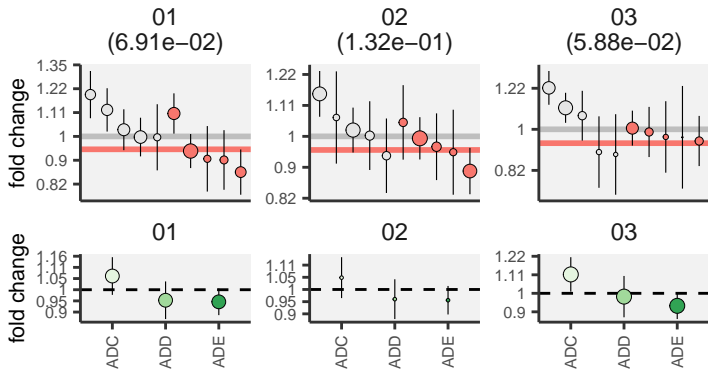 01
(6.91e−02)
02
(1.32e−01)
03
(5.88e−02)
fold change
1.35
1.22
1.11
1
0.9
0.82
1.22
1.11
1
0.9
0.82
1.22
1
0.82
01
02
03
fold change
1.16
1.11
1.05
1
0.95
0.9
1.11
1.05
1
0.95
0.9
1.22
1.11
1
0.9
ADC
ADD
ADE
ADC
ADD
ADE
ADC
ADD
ADE